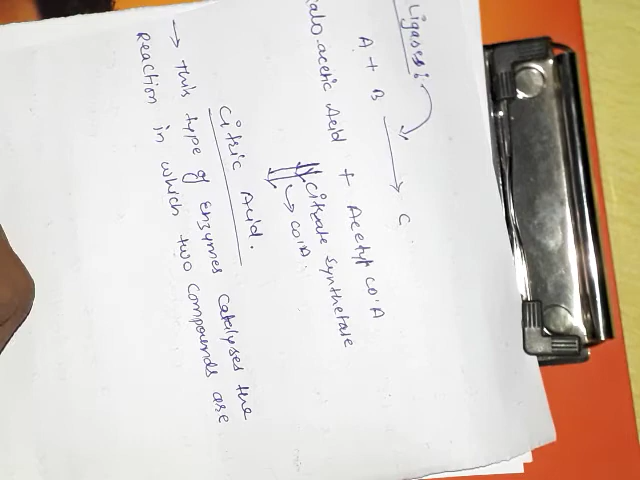 Ligases :
A + B → C
alo.acetic Acid + Acetyl co'A
citrate synthetase
→ co'A.
Citric Acid.
→ This type of enzymes catalyses the
Reaction in which two compounds are